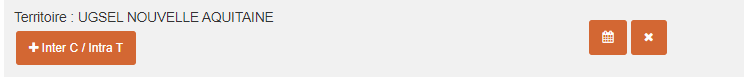 Territoire : UGSEL NOUVELLE AQUITAINE
+ Inter C / Intra T